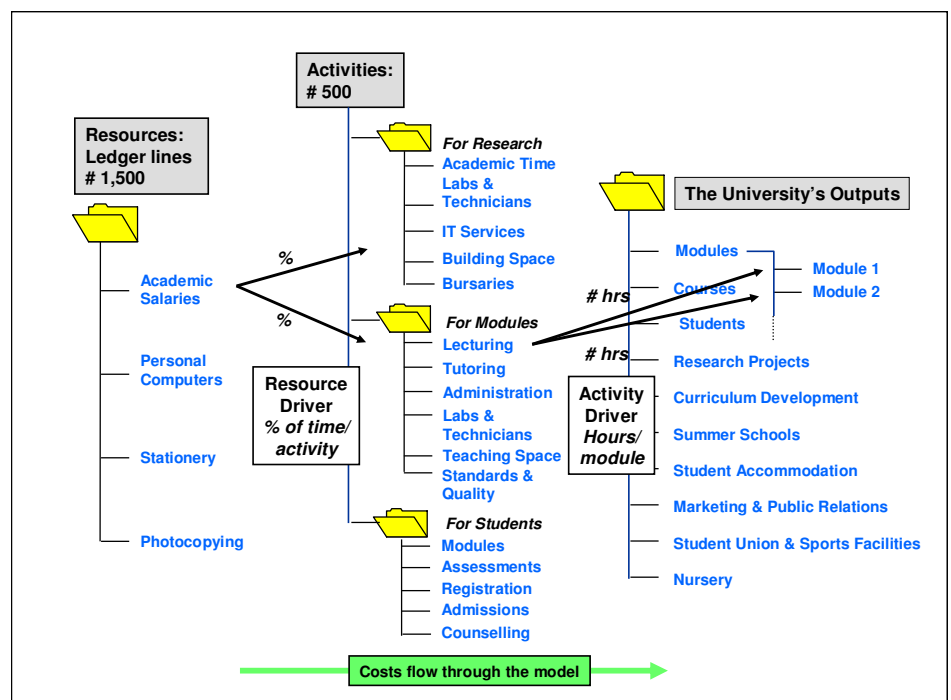 Resources:
Ledger lines
# 1,500
Academic
Salaries
Personal
Computers
Stationery
Photocopying
%
%
Activities:
# 500
For Research
Academic Time
Labs &
Technicians
IT Services
Building Space
Bursaries
For Modules
Lecturing
Tutoring
Administration
Labs &
Technicians
Teaching Space
Standards &
Quality
For Students
Modules
Assessments
Registration
Admissions
Counselling
Resource
Driver
% of time/
activity
# hrs
# hrs
Activity
Driver
Hours/
module
The University's Outputs
Modules
Module 1
Module 2
Courses
Students
Research Projects
Curriculum Development
Summer Schools
Student Accommodation
Marketing & Public Relations
Student Union & Sports Facilities
Nursery
Costs flow through the model